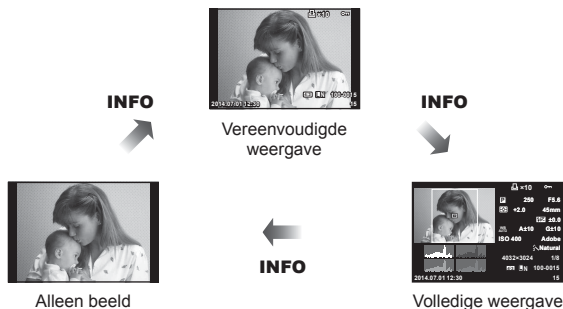 ×10
100-0015
2014.07.01 12:30 15
INFO
INFO
Vereenvoudigde
weergave
×10
P 250 F5.6
+2.0 45mm
±0.0
A±10 G±10
ISO 400 Adobe
Natural
4032×3024 1/8
N 100-0015
2014.07.01 12:30 15
INFO
Alleen beeld
Volledige weergave